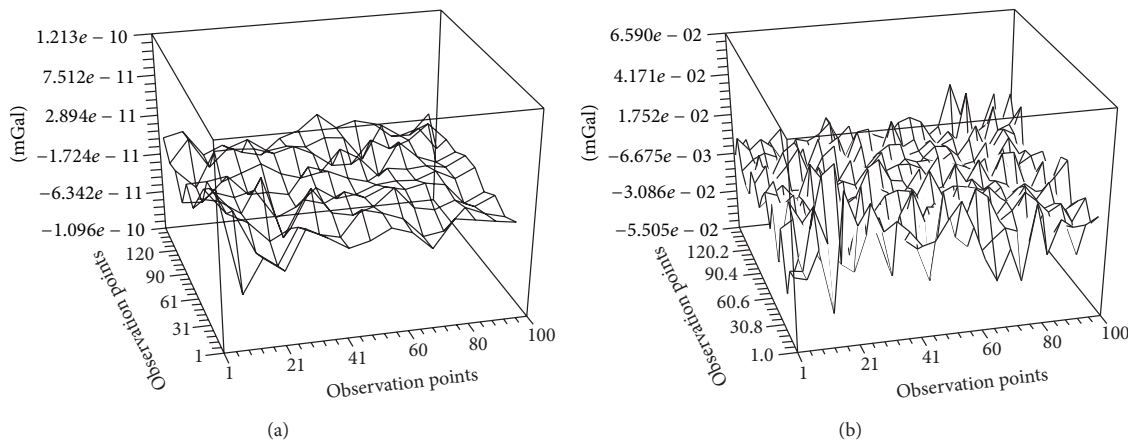 1.213e − 10
7.512e − 11
2.894e − 11
−1.724e − 11
−6.342e − 11
−1.096e − 10
(mGal)
120
90
61
31
1
Observation points
1
21
41
60
80
100
Observation points
(a)
6.590e − 02
4.171e − 02
1.752e − 02
−6.675e − 03
−3.086e − 02
−5.505e − 02
(mGal)
120.2
90.4
60.6
30.8
1.0
Observation points
1
21
41
60
80
100
Observation points
(b)